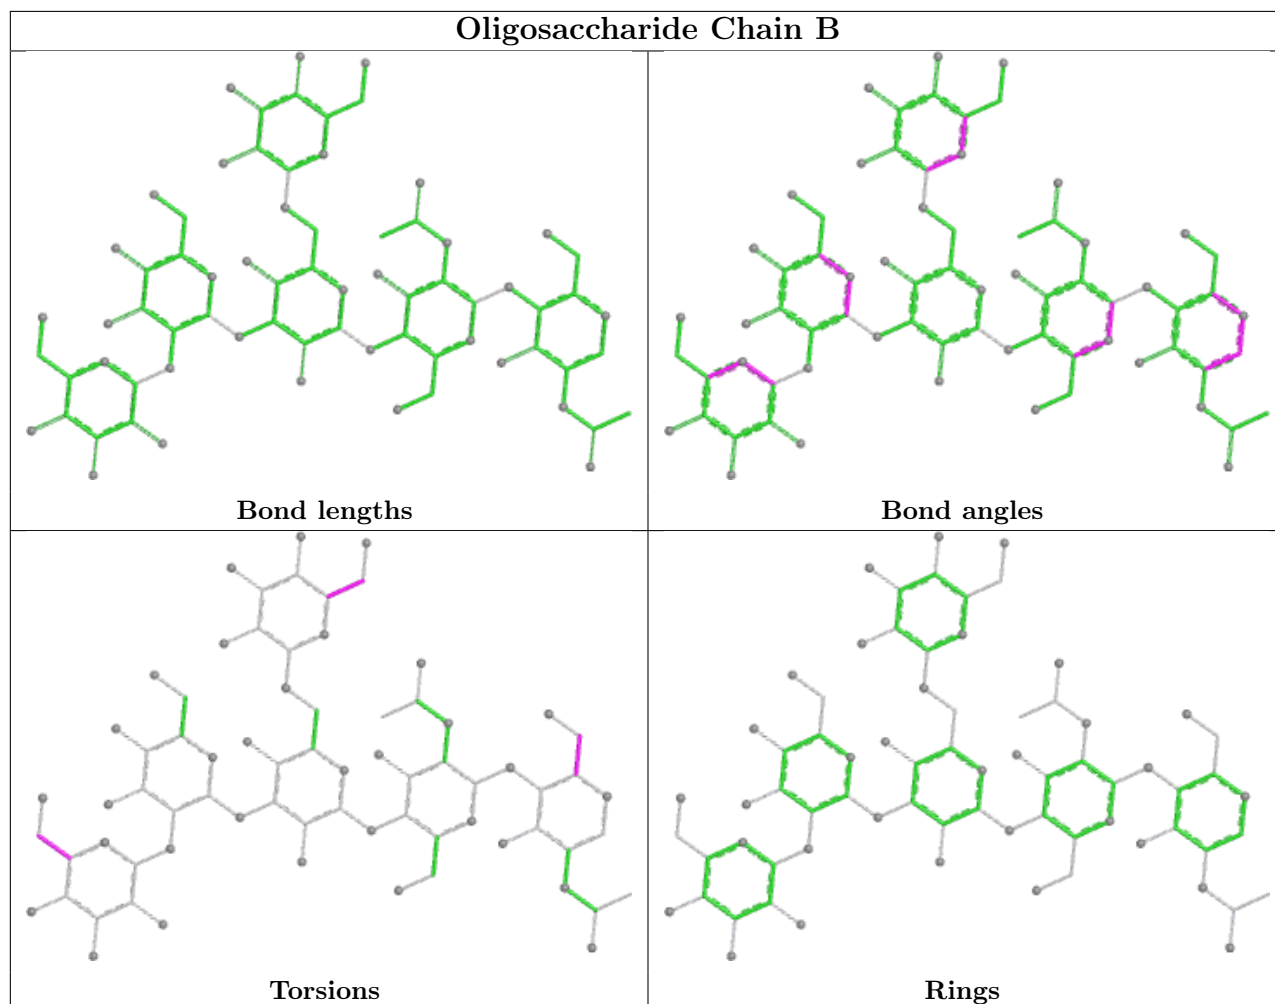 Oligosaccharide Chain B
Bond lengths
Bond angles
Torsions
Rings